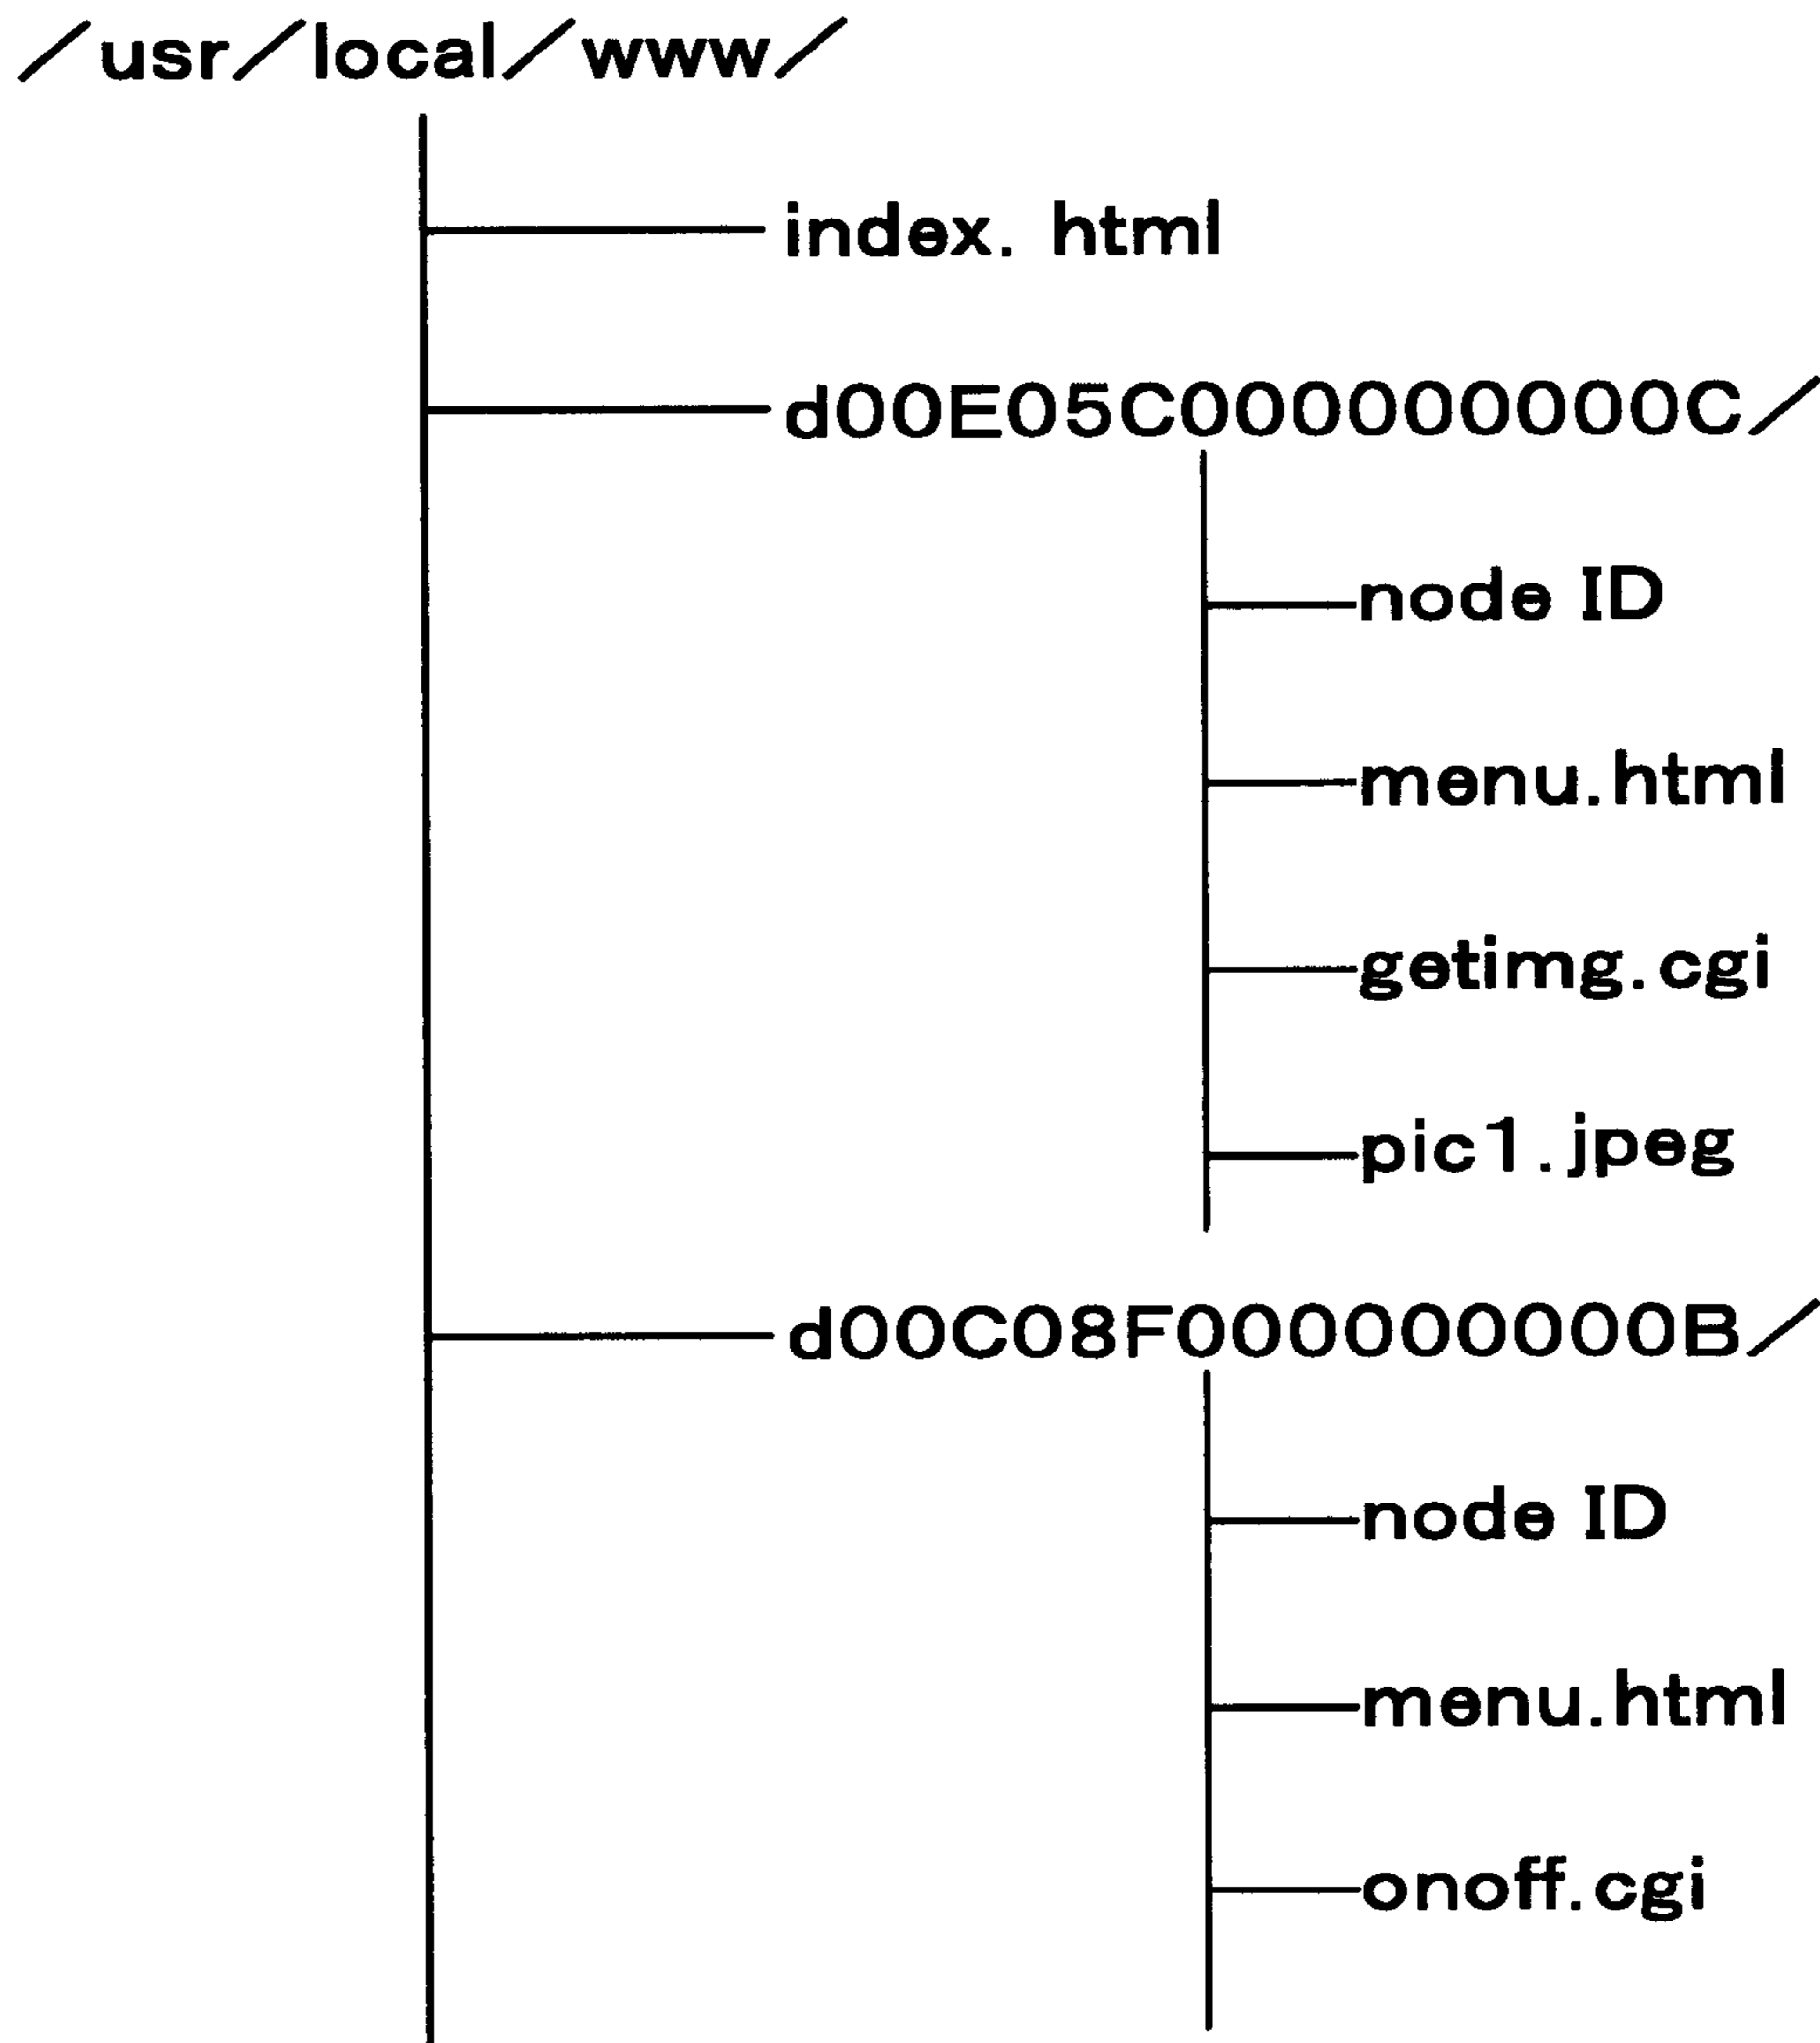 /usr/local/www/
index. html
d00E05C000000000C/
node ID
menu.html
getimg.cgi
pic1.jpeg
d00C08F000000000B/
node ID
menu.html
onoff.cgi